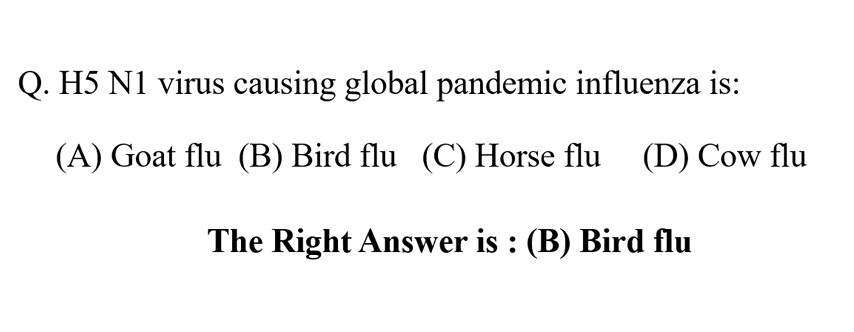 Q. H5 N1 virus causing global pandemic influenza is:
(A) Goat flu (B) Bird flu (C) Horse flu (D) Cow flu
The Right Answer is : (B) Bird flu